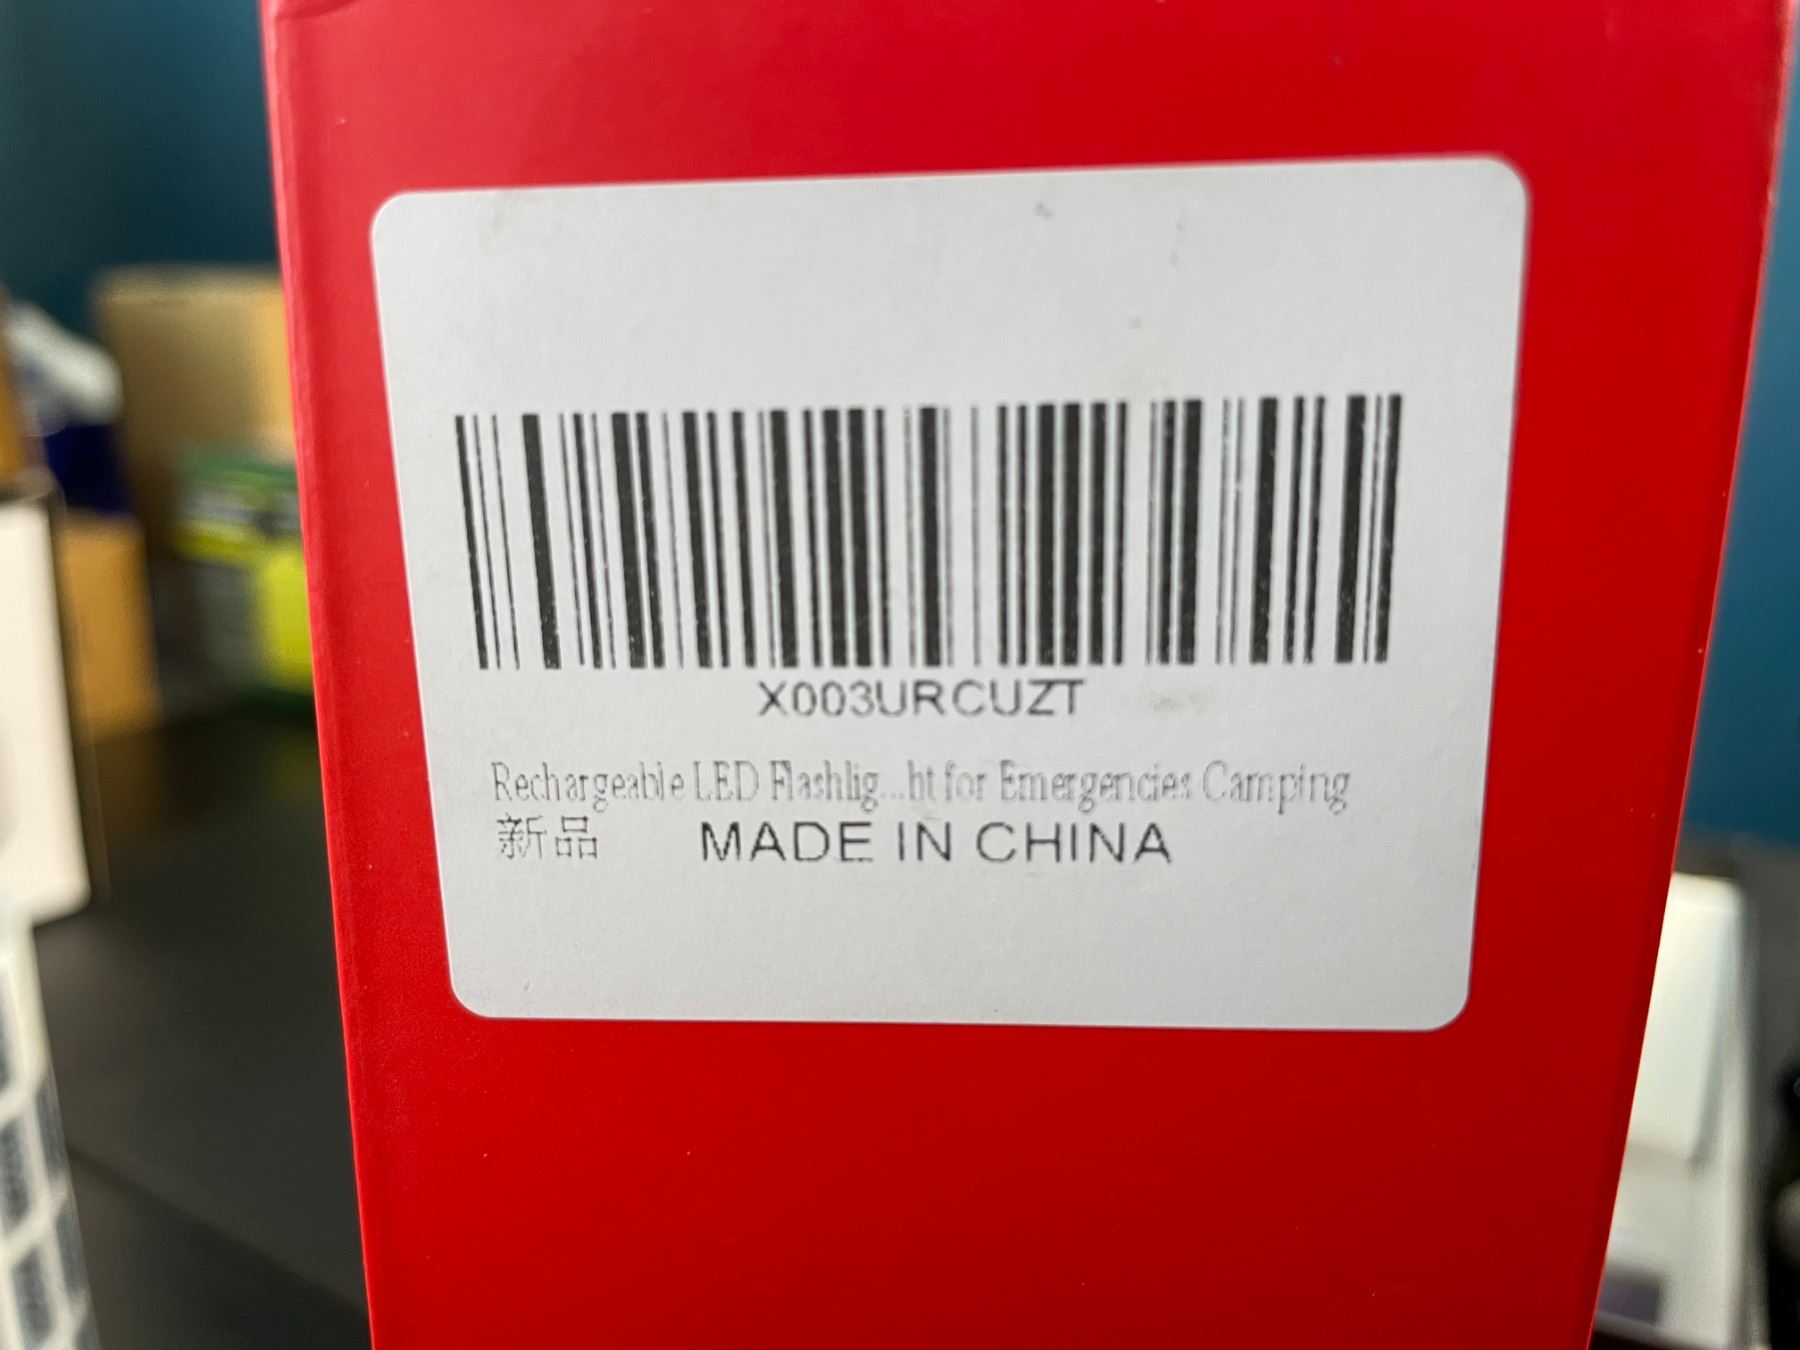 X003URCUZT
Rechargeable LED Flashlig...ht for Emergencies Camping
新品 MADE IN CHINA